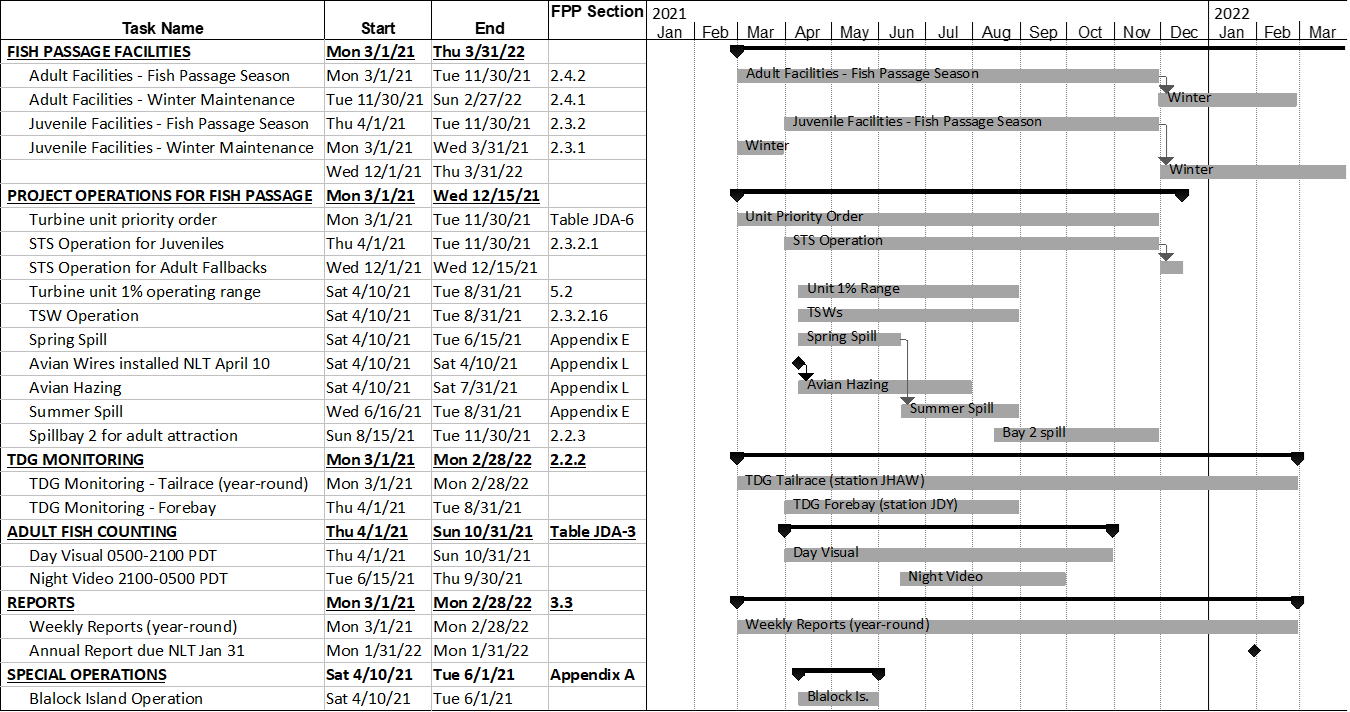 Task Name Start End FPP Section 2021 2022
Jan Feb Mar Apr May Jun Jul Aug Sep Oct Nov Dec Jan Feb Mar
FISH PASSAGE FACILITIES Mon 3/1/21 Thu 3/31/22
Adult Facilities - Fish Passage Season Mon 3/1/21 Tue 11/30/21 2.4.2 Adult Facilities - Fish Passage Season
Adult Facilities - Winter Maintenance Tue 11/30/21 Sun 2/27/22 2.4.1 Winter
Juvenile Facilities - Fish Passage Season Thu 4/1/21 Tue 11/30/21 2.3.2 Juvenile Facilities - Fish Passage Season
Juvenile Facilities - Winter Maintenance Mon 3/1/21 Wed 3/31/21 2.3.1 Winter
Wed 12/1/21 Thu 3/31/22 Winter
PROJECT OPERATIONS FOR FISH PASSAGE Mon 3/1/21 Wed 12/15/21
Turbine unit priority order Mon 3/1/21 Tue 11/30/21 Table JDA-6 Unit Priority Order
STS Operation for Juveniles Thu 4/1/21 Tue 11/30/21 2.3.2.1 STS Operation
STS Operation for Adult Fallbacks Wed 12/1/21 Wed 12/15/21
Turbine unit 1% operating range Sat 4/10/21 Tue 8/31/21 5.2 Unit 1% Range
TSW Operation Sat 4/10/21 Tue 8/31/21 2.3.2.16 TSWs
Spring Spill Sat 4/10/21 Tue 6/15/21 Appendix E Spring Spill
Avian Wires installed NLT April 10 Sat 4/10/21 Sat 4/10/21 Appendix L
Avian Hazing Sat 4/10/21 Sat 7/31/21 Appendix L Avian Hazing
Summer Spill Wed 6/16/21 Tue 8/31/21 Appendix E Summer Spill
Spillbay 2 for adult attraction Sun 8/15/21 Tue 11/30/21 2.2.3 Bay 2 spill
TDG MONITORING Mon 3/1/21 Mon 2/28/22 2.2.2
TDG Monitoring - Tailrace (year-round) Mon 3/1/21 Mon 2/28/22 TDG Tailrace (station JHAW)
TDG Monitoring - Forebay Thu 4/1/21 Tue 8/31/21 TDG Forebay (station JDY)
ADULT FISH COUNTING Thu 4/1/21 Sun 10/31/21 Table JDA-3
Day Visual 0500-2100 PDT Thu 4/1/21 Sun 10/31/21 Day Visual
Night Video 2100-0500 PDT Tue 6/15/21 Thu 9/30/21 Night Video
REPORTS Mon 3/1/21 Mon 2/28/22 3.3
Weekly Reports (year-round) Mon 3/1/21 Mon 2/28/22 Weekly Reports (year-round)
Annual Report due NLT Jan 31 Mon 1/31/22 Mon 1/31/22
SPECIAL OPERATIONS Sat 4/10/21 Tue 6/1/21 Appendix A
Blalock Island Operation Sat 4/10/21 Tue 6/1/21 Blalock Is.